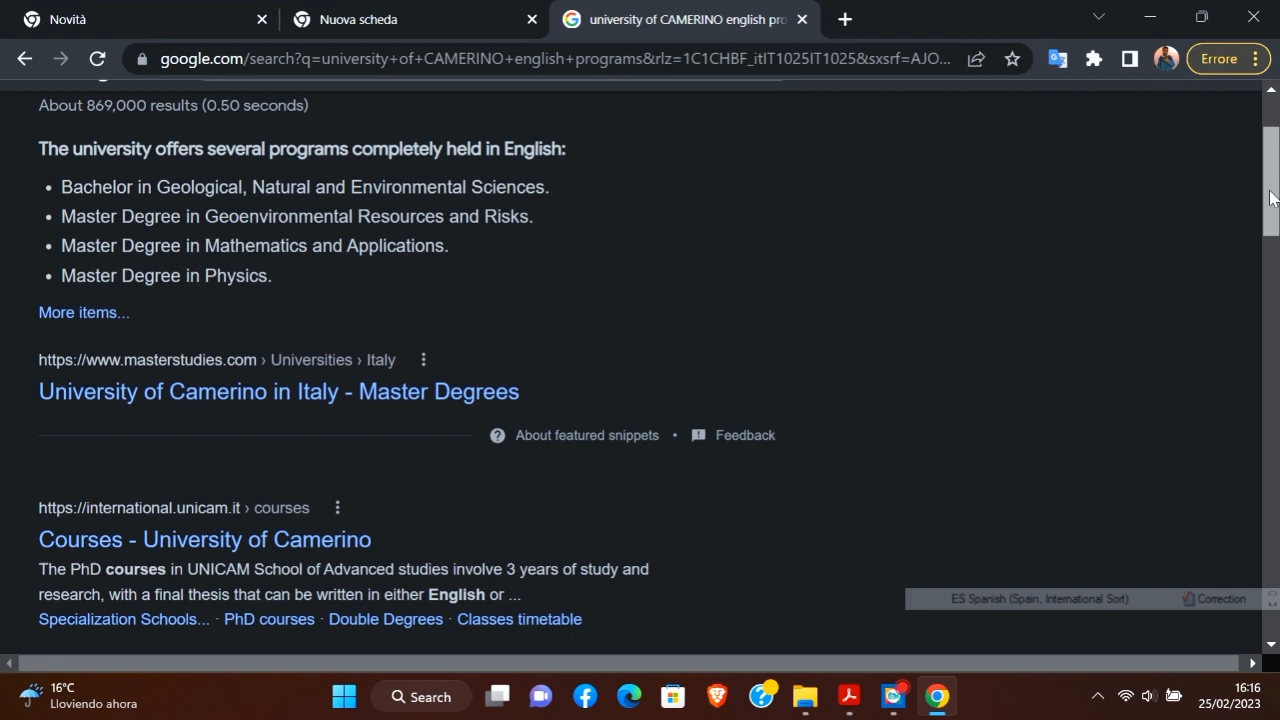 Novità
Nuova scheda
university of CAMERINO english pro
google.com/search?q=university+of+CAMERINO+english+programs&rlz=1C1CHBF_itIT1025IT1025&sxsrf=AJO...
Errore
About 869,000 results (0.50 seconds)
The university offers several programs completely held in English:
• Bachelor in Geological, Natural and Environmental Sciences.
• Master Degree in Geoenvironmental Resources and Risks.
• Master Degree in Mathematics and Applications.
• Master Degree in Physics.
More items...
https://www.masterstudies.com › Universities › Italy
University of Camerino in Italy - Master Degrees
About featured snippets • Feedback
https://international.unicam.it › courses
Courses - University of Camerino
The PhD courses in UNICAM School of Advanced studies involve 3 years of study and
research, with a final thesis that can be written in either English or ...
Specialization Schools... · PhD courses · Double Degrees · Classes timetable
ES Spanish (Spain, International Sort) Correction
16°C
Lloviendo ahora
Search
16:16
25/02/2023